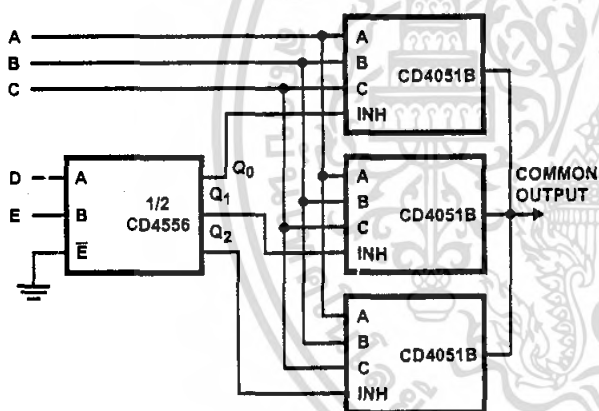 A
B
C
A
B
C
INH
CD4051B
D
E
A
B
E̅
1/2
CD4556
Q0
Q1
Q2
A
B
C
INH
CD4051B
COMMON
OUTPUT
A
B
C
INH
CD4051B